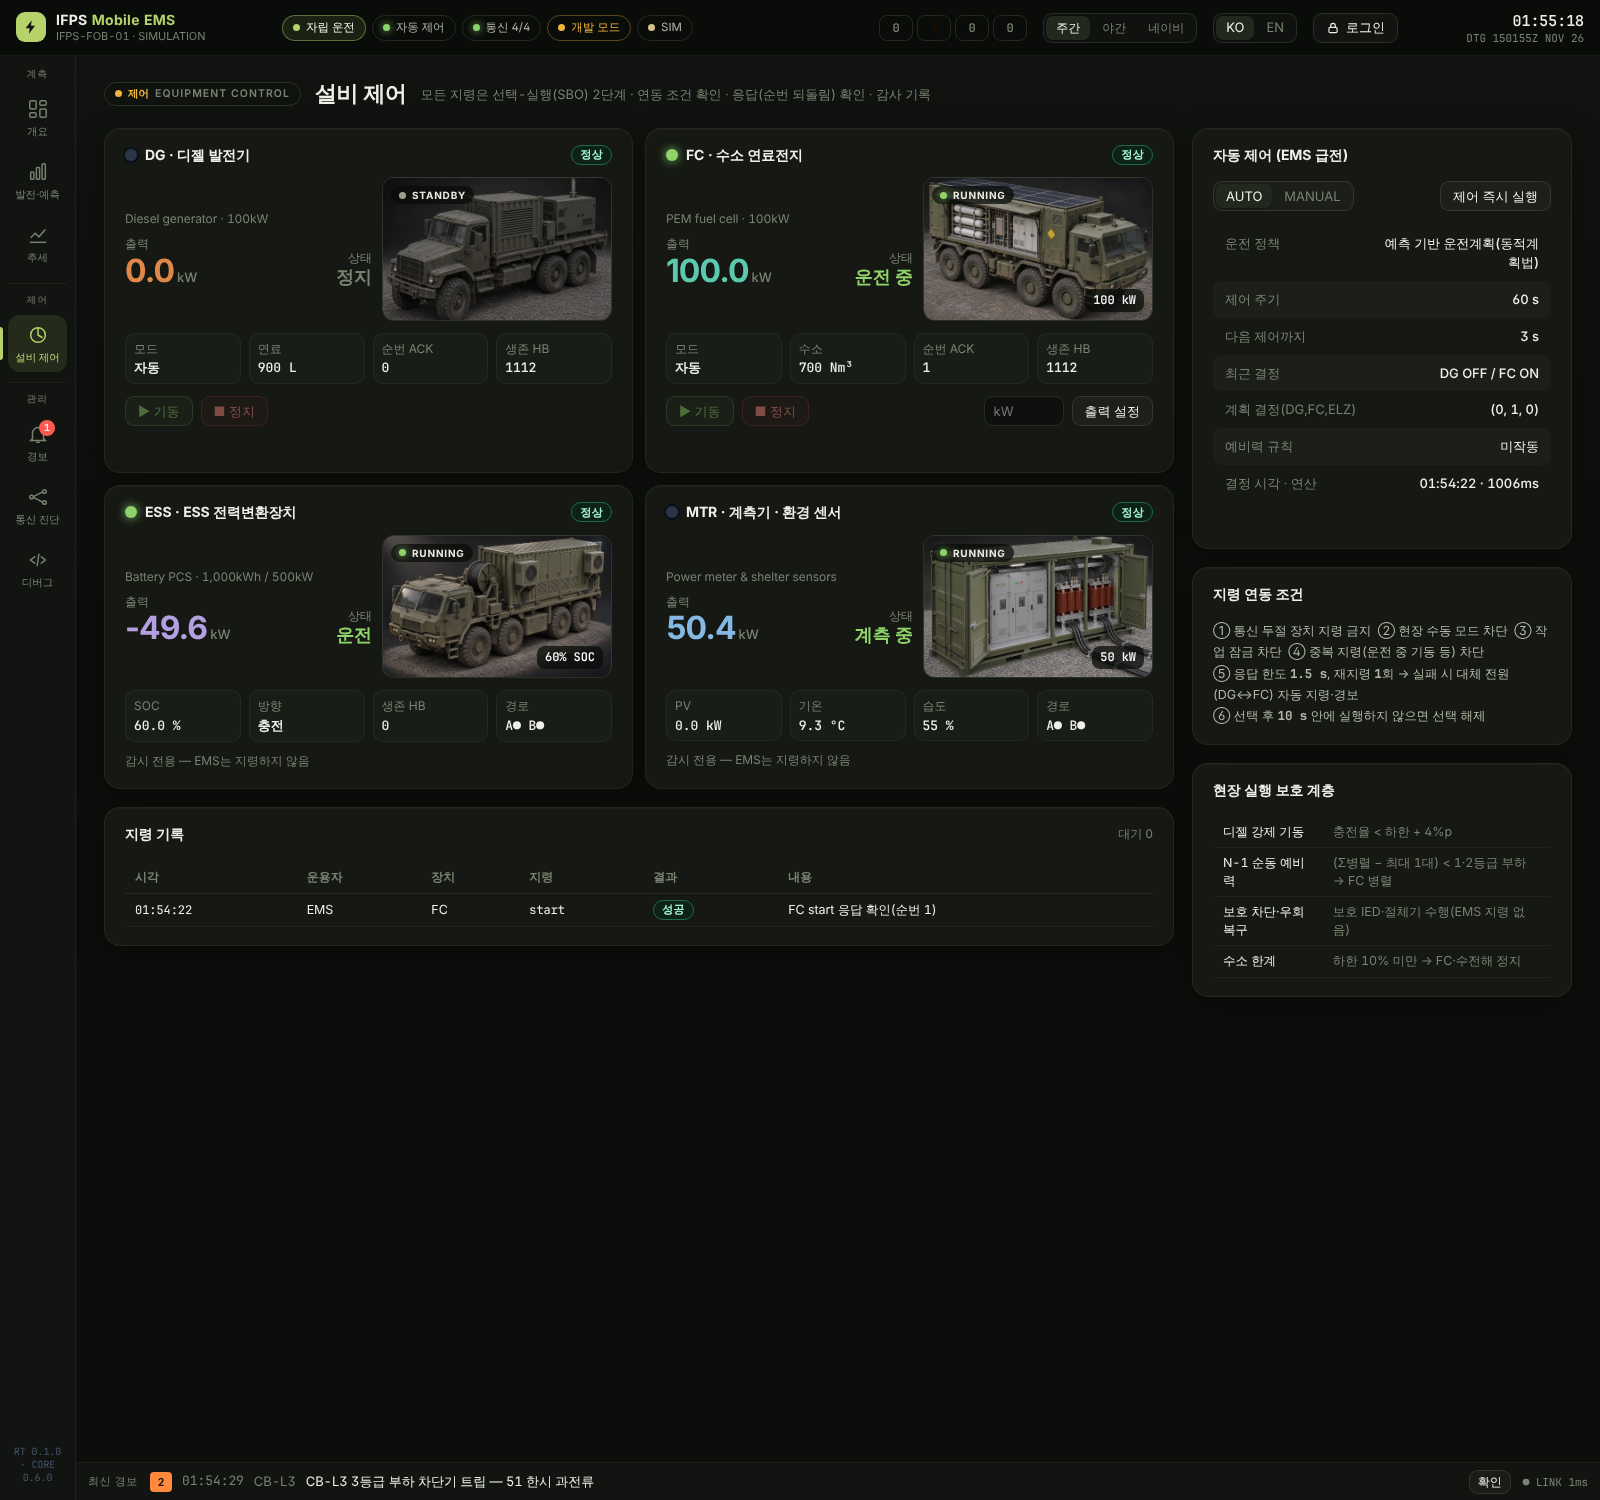 IFPS Mobile EMS
IFPS-FOB-01 · SIMULATION
자립 운전
자동 제어
통신 4/4
개발 모드
SIM
0
0
0
주간
야간
네이비
KO
EN
로그인
01:55:18
DTG 150155Z NOV 26
계측
개요
발전·예측
추세
제어
설비 제어
관리
1
경보
통신 진단
디버그
RT 0.1.0
· CORE
0.6.0
제어 EQUIPMENT CONTROL
설비 제어
모든 지령은 선택-실행(SBO) 2단계 · 연동 조건 확인 · 응답(순번 되돌림) 확인 · 감사 기록
DG · 디젤 발전기
정상
STANDBY
Diesel generator · 100kW
출력
0.0 kW
상태
정지
모드
자동
연료
900 L
순번 ACK
0
생존 HB
1112
▶ 기동
■ 정지
FC · 수소 연료전지
정상
RUNNING
PEM fuel cell · 100kW
출력
100.0 kW
상태
운전 중
100 kW
모드
자동
수소
700 Nm³
순번 ACK
1
생존 HB
1112
▶ 기동
■ 정지
kW
출력 설정
ESS · ESS 전력변환장치
정상
RUNNING
Battery PCS · 1,000kWh / 500kW
출력
-49.6 kW
상태
운전
60% SOC
SOC
60.0 %
방향
충전
생존 HB
0
경로
A● B●
감시 전용 — EMS는 지령하지 않음
MTR · 계측기 · 환경 센서
정상
RUNNING
Power meter & shelter sensors
출력
50.4 kW
상태
계측 중
50 kW
PV
0.0 kW
기온
9.3 °C
습도
55 %
경로
A● B●
감시 전용 — EMS는 지령하지 않음
지령 기록
대기 0
시각 운용자 장치 지령 결과 내용
01:54:22 EMS FC start 성공 FC start 응답 확인(순번 1)
자동 제어 (EMS 급전)
AUTO
MANUAL
제어 즉시 실행
운전 정책 예측 기반 운전계획(동적계
획법)
제어 주기 60 s
다음 제어까지 3 s
최근 결정 DG OFF / FC ON
계획 결정(DG,FC,ELZ) (0, 1, 0)
예비력 규칙 미작동
결정 시각 · 연산 01:54:22 · 1006ms
지령 연동 조건
① 통신 두절 장치 지령 금지 ② 현장 수동 모드 차단 ③ 작
업 잠금 차단 ④ 중복 지령(운전 중 기동 등) 차단
⑤ 응답 한도 1.5 s, 재지령 1회 → 실패 시 대체 전원
(DG↔FC) 자동 지령·경보
⑥ 선택 후 10 s 안에 실행하지 않으면 선택 해제
현장 실행 보호 계층
디젤 강제 기동 충전율 < 하한 + 4%p
N-1 순동 예비
력
(Σ병렬 − 최대 1대) < 1·2등급 부하
→ FC 병렬
보호 차단·우회
복구
보호 IED·절체기 수행(EMS 지령 없
음)
수소 한계 하한 10% 미만 → FC·수전해 정지
최신 경보
2
01:54:29 CB-L3 CB-L3 3등급 부하 차단기 트립 — 51 한시 과전류
확인
LINK 1ms